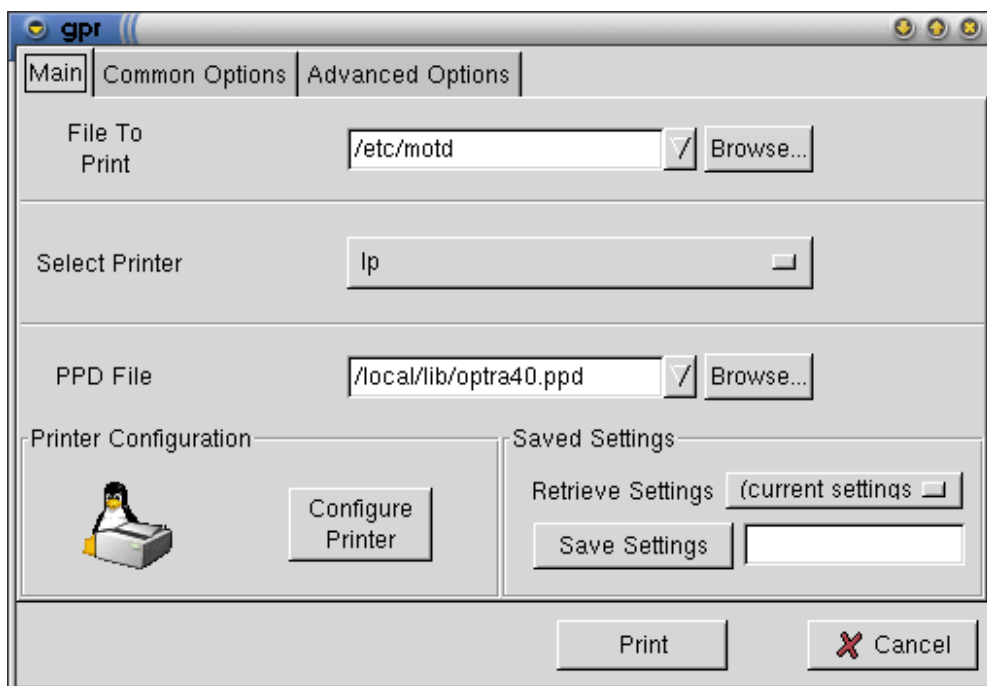 gpr
Main Common Options Advanced Options
File To
Print
/etc/motd Browse...
Select Printer lp
PPD File /local/lib/optra40.ppd Browse...
Printer Configuration
Configure
Printer
Saved Settings
Retrieve Settings (current settings
Save Settings
Print Cancel